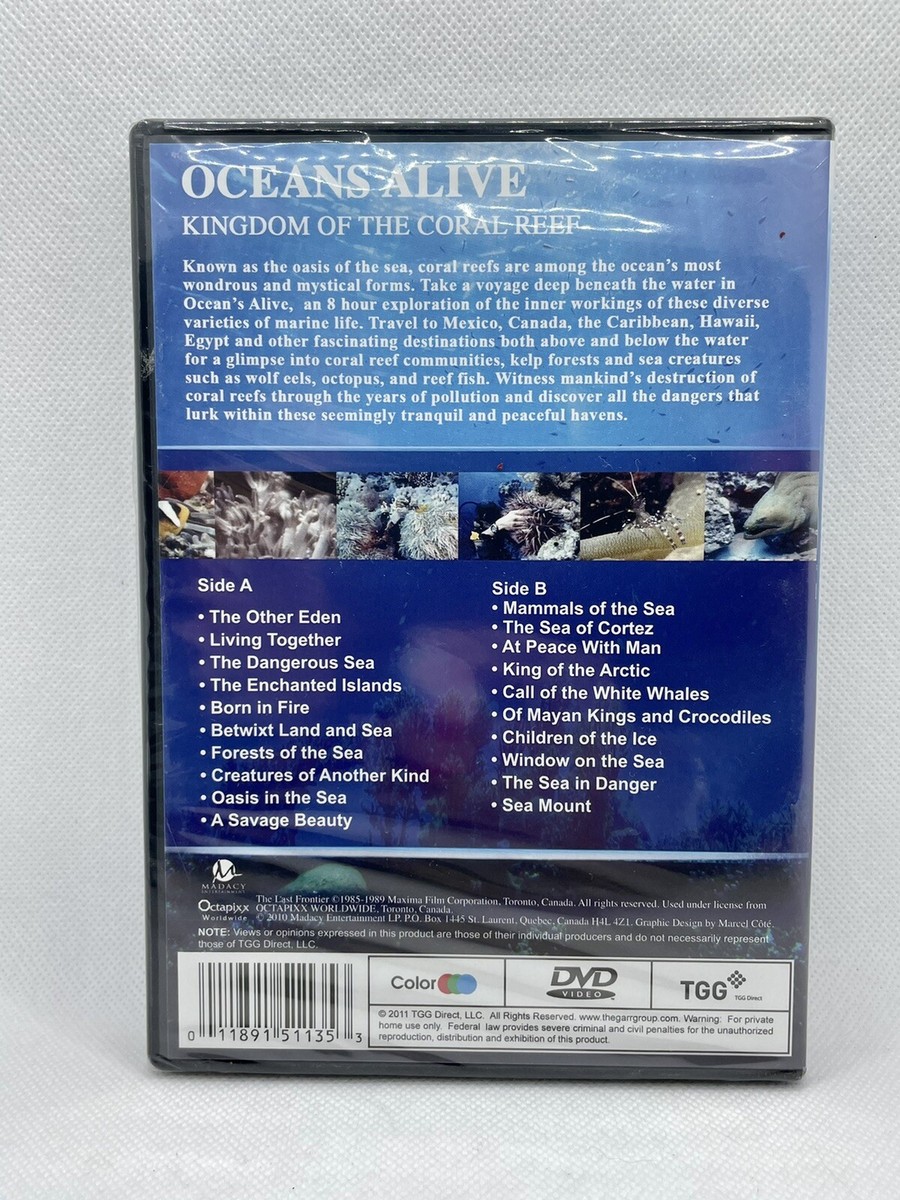 OCEANS ALIVE
KINGDOM OF THE CORAL REEF
Known as the oasis of the sea, coral reefs are among the ocean's most
wondrous and mystical forms. Take a voyage deep beneath the water in
Ocean's Alive, an 8 hour exploration of the inner workings of these diverse
varieties of marine life. Travel to Mexico, Canada, the Caribbean, Hawaii,
Egypt and other fascinating destinations both above and below the water
for a glimpse into coral reef communities, kelp forests and sea creatures
such as wolf eels, octopus, and reef fish. Witness mankind's destruction of
coral reefs through the years of pollution and discover all the dangers that
lurk within these seemingly tranquil and peaceful havens.
Side A
• The Other Eden
• Living Together
• The Dangerous Sea
• The Enchanted Islands
• Born in Fire
• Betwixt Land and Sea
• Forests of the Sea
• Creatures of Another Kind
• Oasis in the Sea
• A Savage Beauty
Side B
• Mammals of the Sea
• The Sea of Cortez
• At Peace With Man
• King of the Arctic
• Call of the White Whales
• Of Mayan Kings and Crocodiles
• Children of the Ice
• Window on the Sea
• The Sea in Danger
• Sea Mount
MADACY
ENTERTAINMENT
Octapixx
Worldwide
The Last Frontier ©1985-1989 Maxima Film Corporation, Toronto, Canada. All rights reserved. Used under license from
OCTAPIXX WORLDWIDE, Toronto, Canada.
© 2010 Madacy Entertainment LP. P.O. Box 1445 St. Laurent, Quebec, Canada H4L 4Z1. Graphic Design by Marcel Côté.
NOTE: Views or opinions expressed in this product are those of their individual producers and do not necessarily represent
those of TGG Direct, LLC.
0 11891 51135 3
Color
DVD
VIDEO
TGG
TGG Direct
© 2011 TGG Direct, LLC. All Rights Reserved. www.thegarrgroup.com. Warning: For private
home use only. Federal law provides severe criminal and civil penalties for the unauthorized
reproduction, distribution and exhibition of this product.